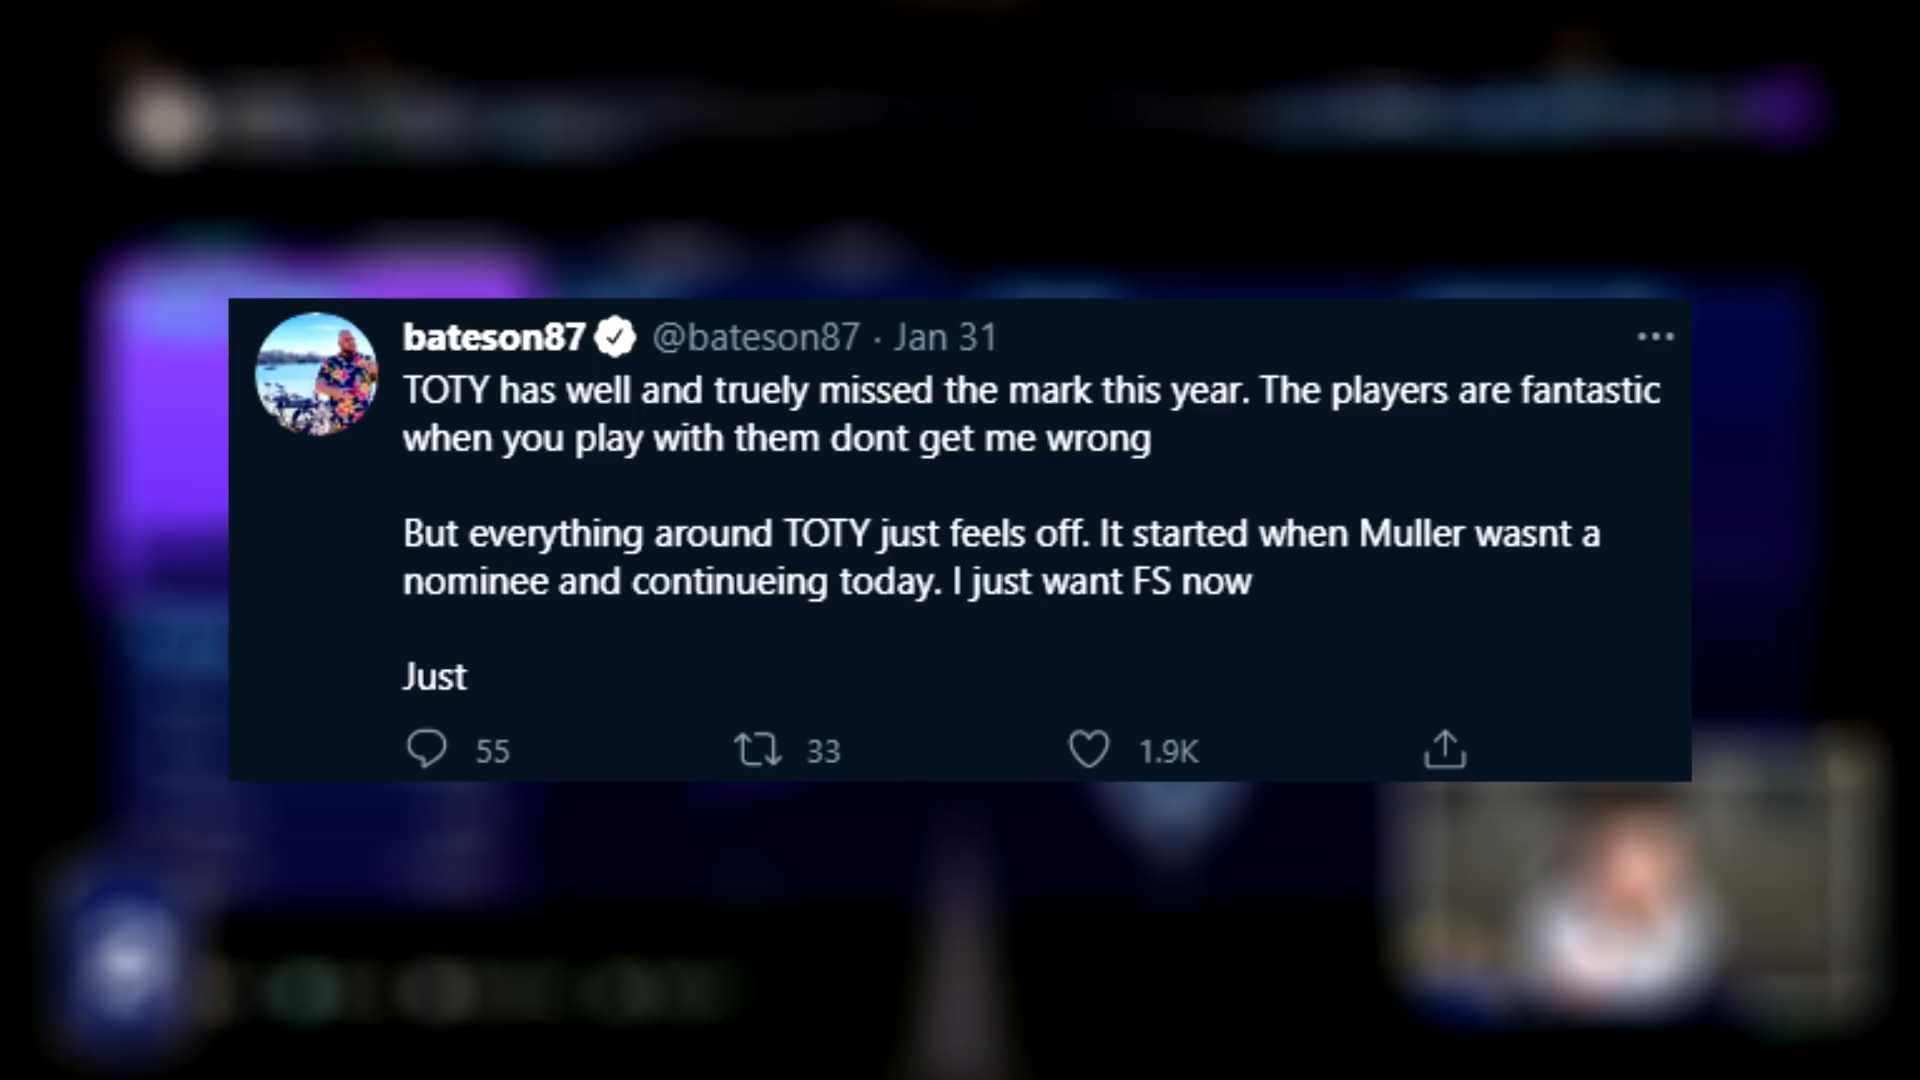 bateson87 @bateson87 · Jan 31
TOTY has well and truely missed the mark this year. The players are fantastic
when you play with them dont get me wrong
But everything around TOTY just feels off. It started when Muller wasnt a
nominee and continueing today. I just want FS now
Just
55 33 1.9K